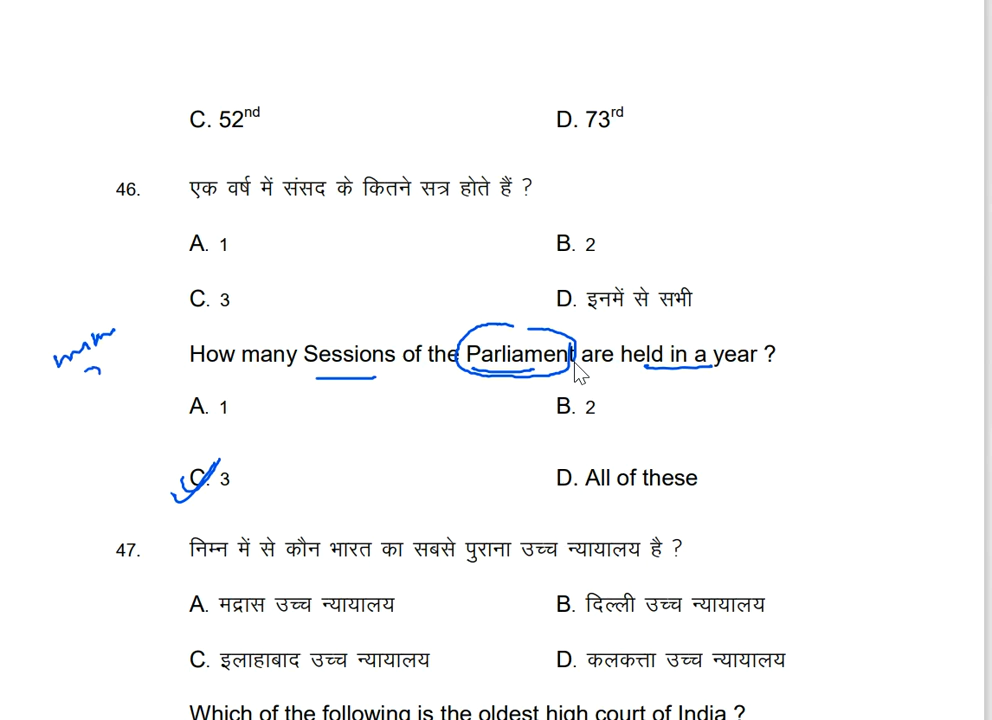 C. 52nd D. 73rd
46. एक वर्ष में संसद के कितने सत्र होते हैं ?
A. 1 B. 2
C. 3 D. इनमें से सभी
How many Sessions of the Parliament are held in a year ?
A. 1 B. 2
C. 3 D. All of these
47. निम्न में से कौन भारत का सबसे पुराना उच्च न्यायालय है ?
A. मद्रास उच्च न्यायालय B. दिल्ली उच्च न्यायालय
C. इलाहाबाद उच्च न्यायालय D. कलकत्ता उच्च न्यायालय
Which of the following is the oldest high court of India ?